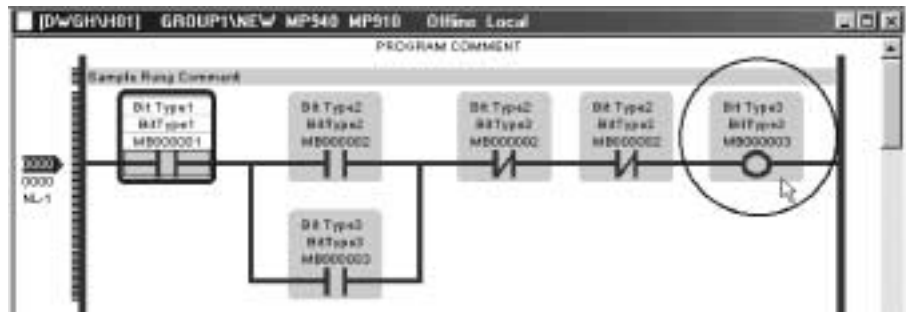 [DWGH\H01] GROUP1\NEW MP940 MP910 Offline Local
PROGRAM COMMENT
Sample Rung Comment
Bit Type1
BitType1
MB000001
Bit Type2
BitType2
MB000002
Bit Type2
BitType2
MB000002
Bit Type2
BitType2
MB000002
Bit Type3
BitType3
MB000003
0000
0000
NL-1
Bit Type3
BitType3
MB000003